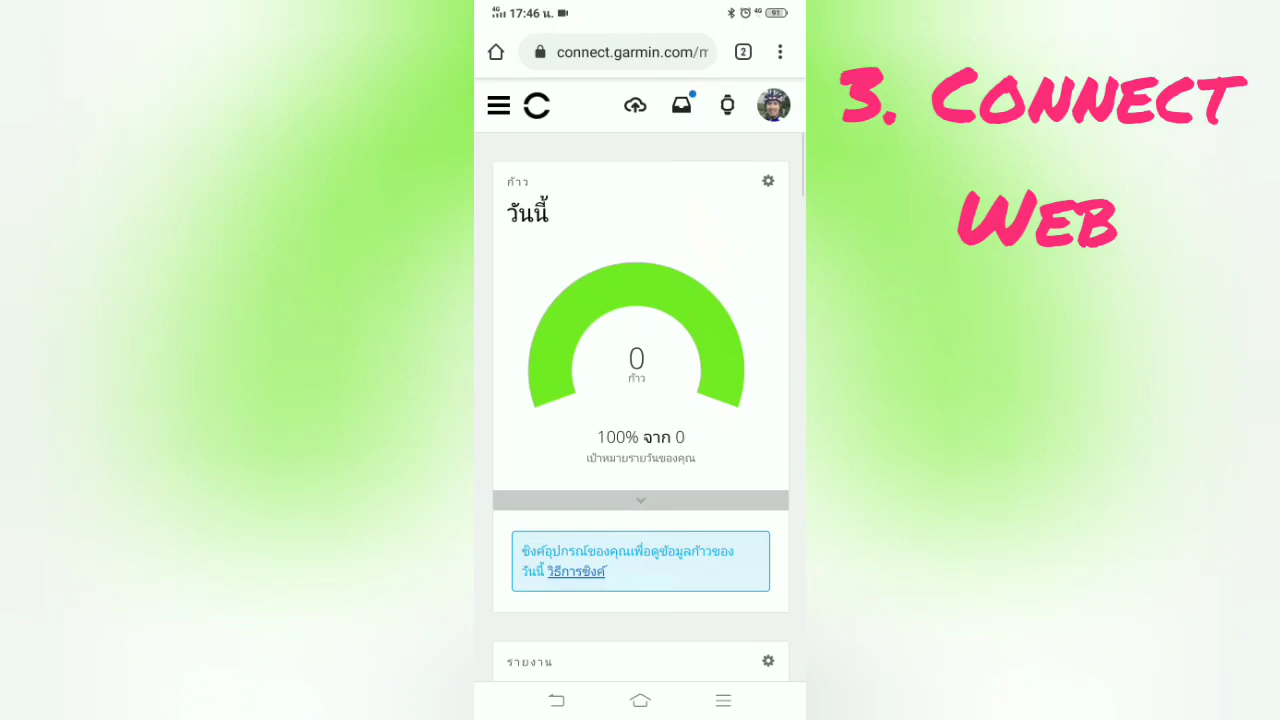 4G 17:46 น. 4G 91
connect.garmin.com/m
2
3. Connect
Web
ก้าว
วันนี้
0
ก้าว
100% จาก 0
เป้าหมายรายวันของคุณ
ซิงค์อุปกรณ์ของคุณเพื่อดูข้อมูลก้าวของ
วันนี้ วิธีการซิงค์
รายงาน